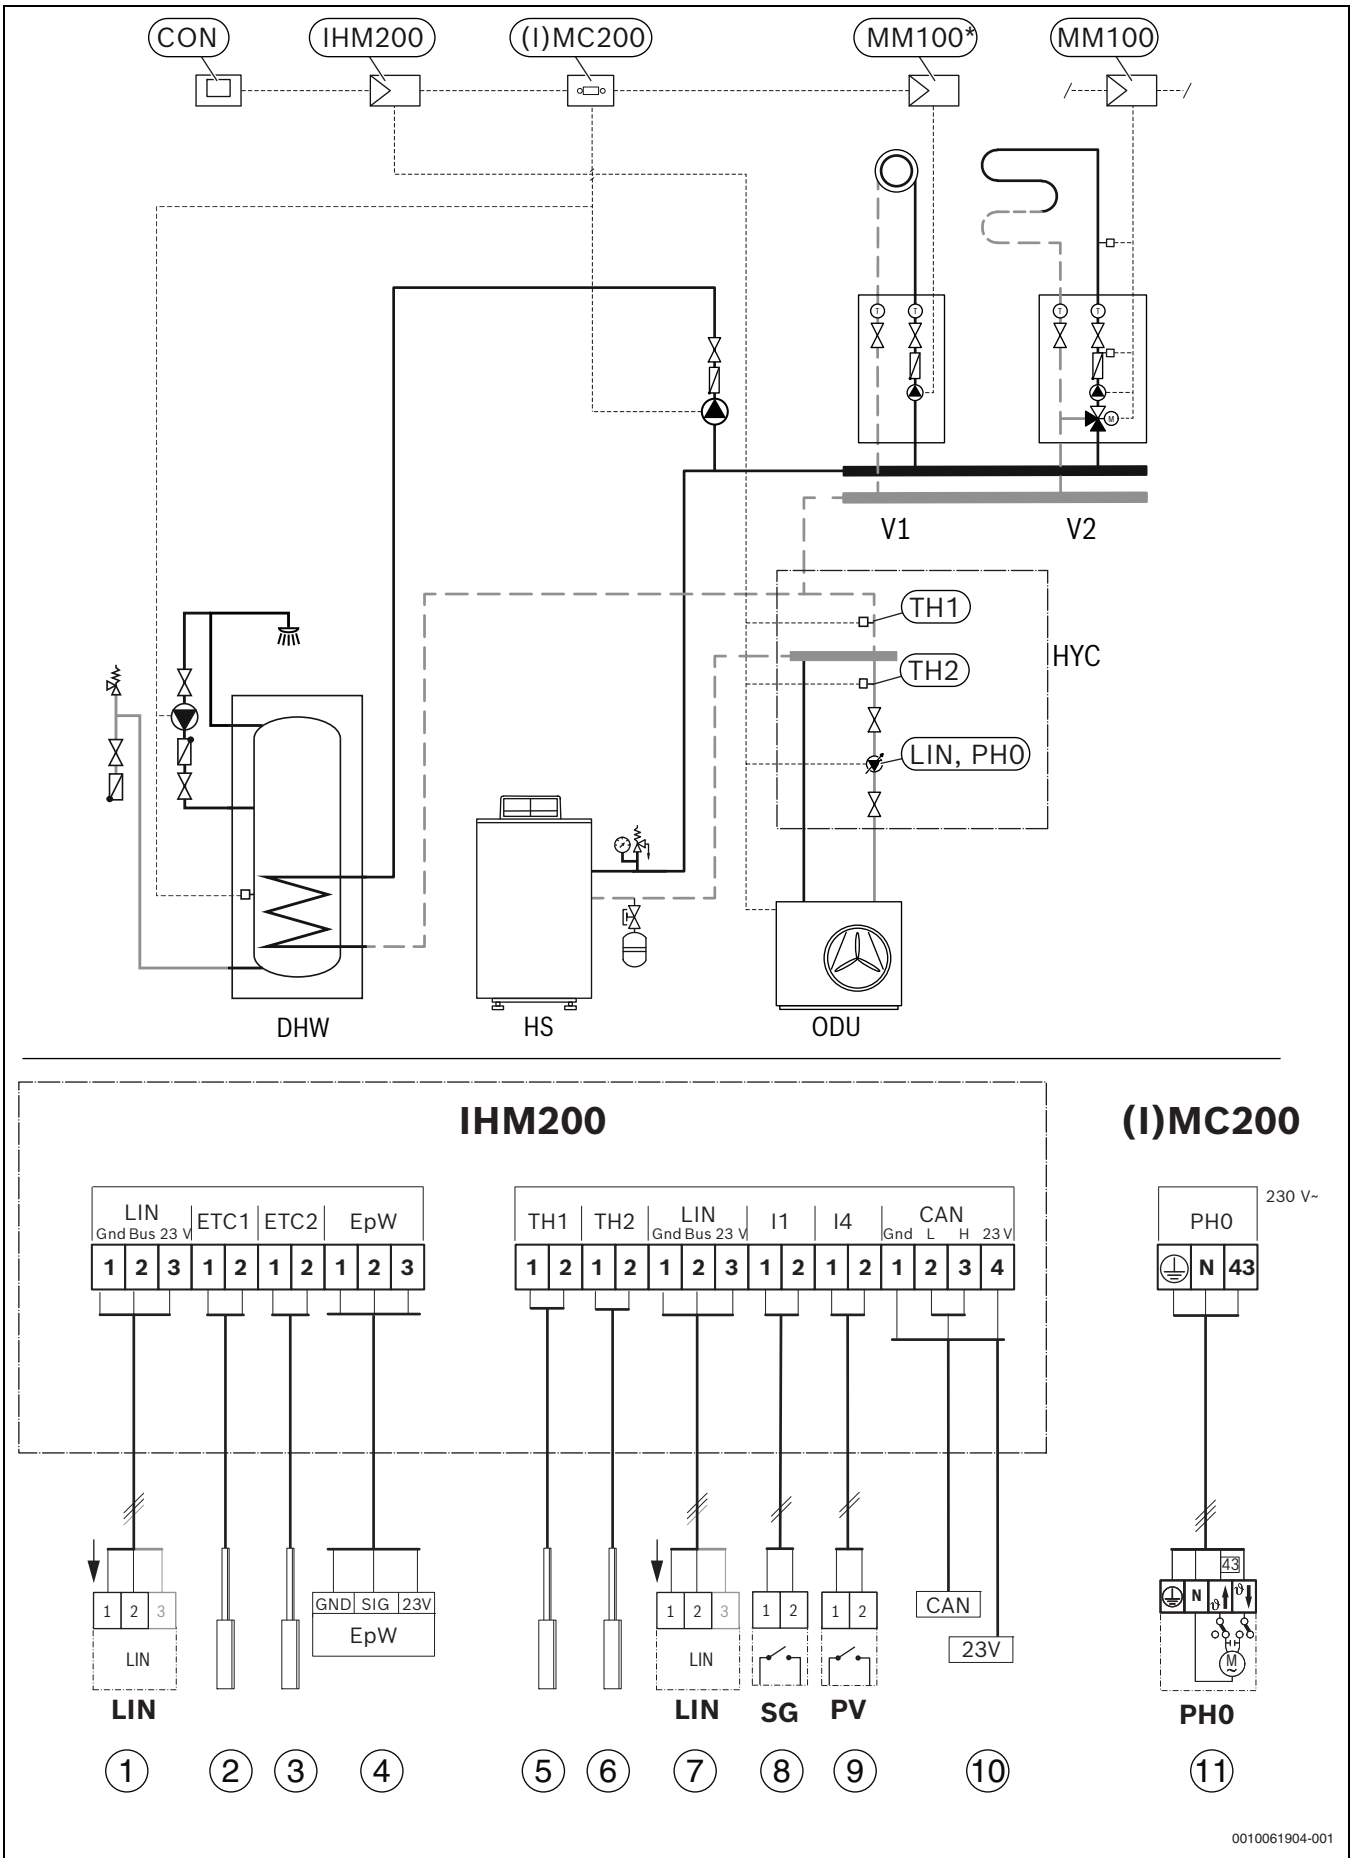 CON IHM200 (I)MC200 MM100* MM100
T T T T
M
V1 V2
TH1
HYC
TH2
LIN, PH0
DHW HS ODU
IHM200 (I)MC200
230 V~
LIN ETC1 ETC2 EpW TH1 TH2 LIN I1 I4 CAN PH0
Gnd Bus 23 V Gnd Bus 23 V Gnd L H 23 V
1 2 3 1 2 1 2 1 2 3 1 2 1 2 1 2 3 1 2 1 2 1 2 3 4 N 43
43
1 2 3 GND SIG 23V 1 2 3 1 2 1 2 CAN N ϑ ϑ
LIN EpW LIN 23V M
~
LIN LIN SG PV PH0
1 2 3 4 5 6 7 8 9 10 11
0010061904-001